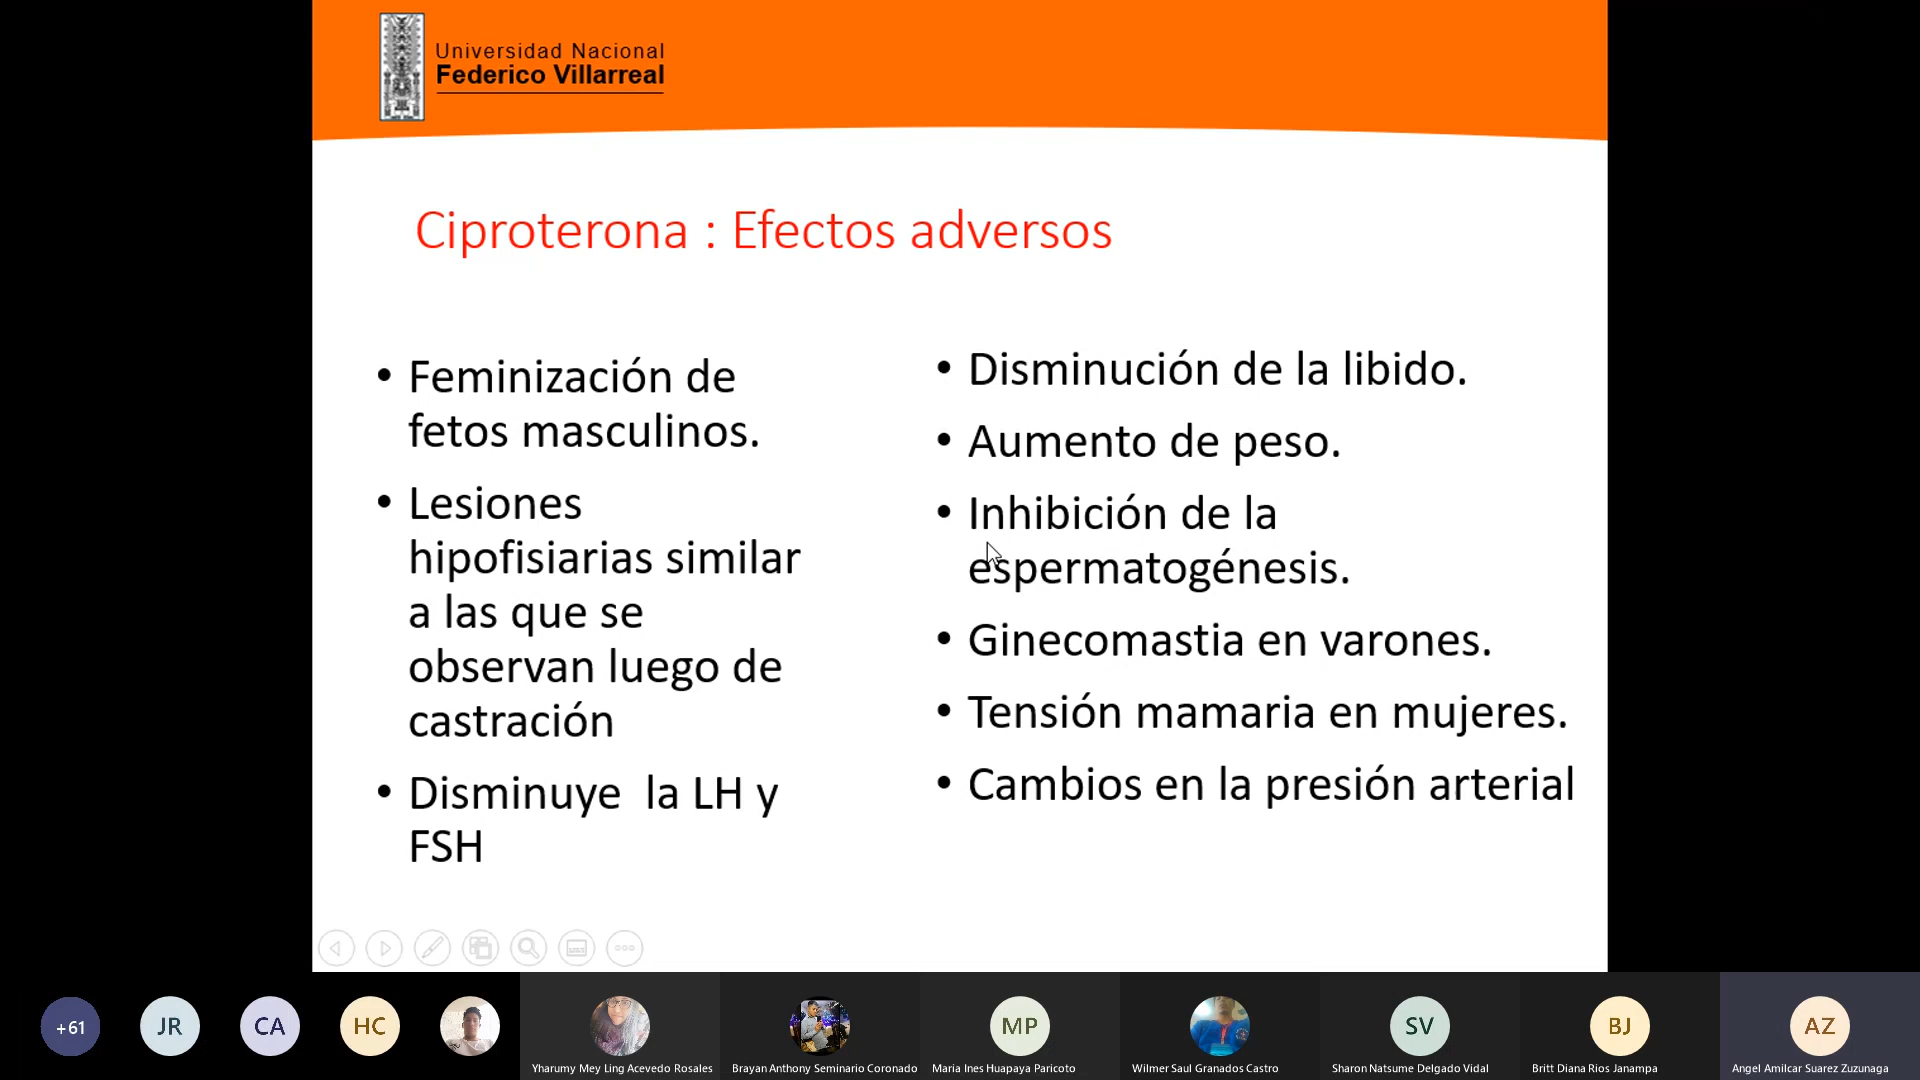 Universidad Nacional
Federico Villarreal
Ciproterona : Efectos adversos
• Feminización de
fetos masculinos.
• Lesiones
hipofisiarias similar
a las que se
observan luego de
castración
• Disminuye la LH y
FSH
• Disminución de la libido.
• Aumento de peso.
• Inhibición de la
espermatogénesis.
• Ginecomastia en varones.
• Tensión mamaria en mujeres.
• Cambios en la presión arterial
+61
JR
CA
HC
Yharumy Mey Ling Acevedo Rosales
Brayan Anthony Seminario Coronado
MP
Maria Ines Huapaya Paricoto
Wilmer Saul Granados Castro
SV
Sharon Natsume Delgado Vidal
BJ
Britt Diana Rios Janampa
AZ
Angel Amilcar Suarez Zuzunaga